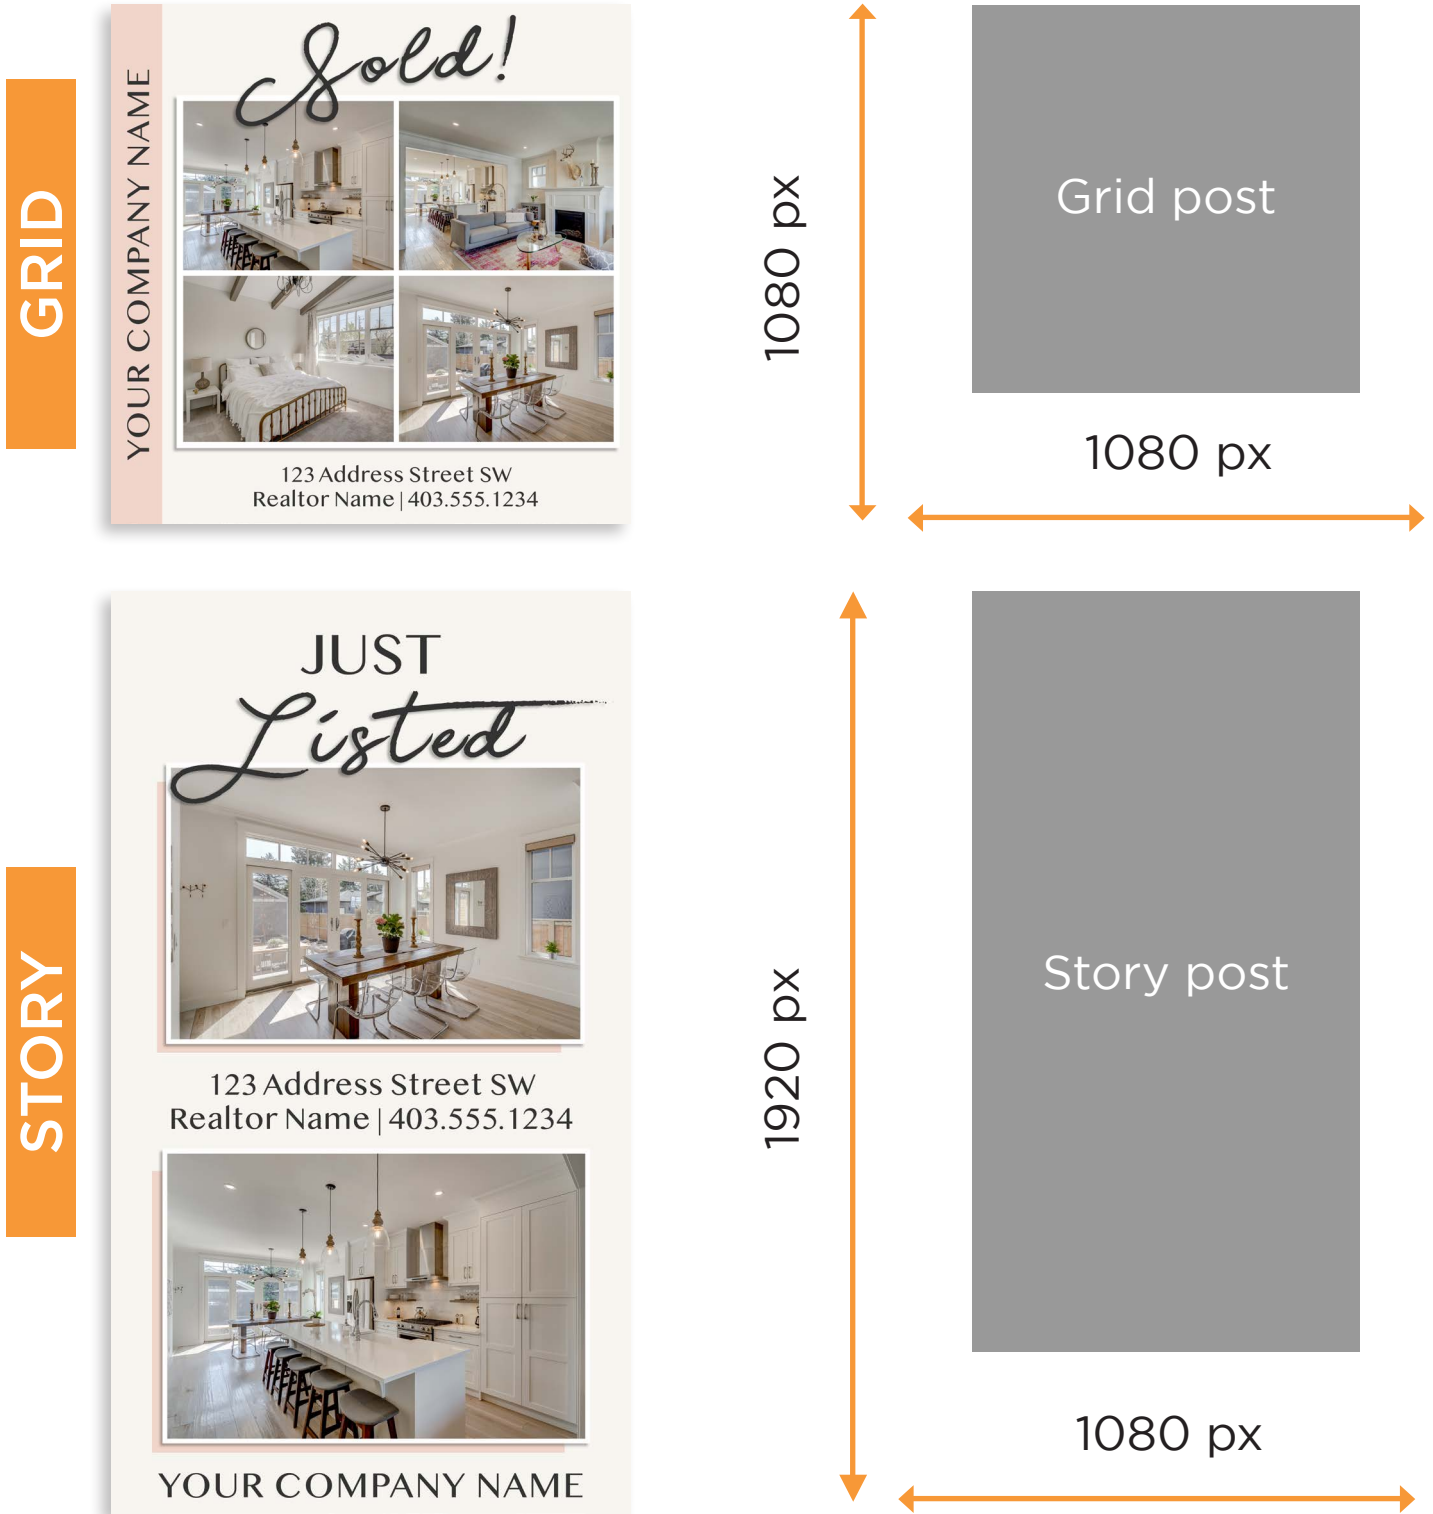 GRID
YOUR COMPANY NAME
Sold!
123 Address Street SW
Realtor Name | 403.555.1234
1080 px
Grid post
1080 px
STORY
JUST
Listed
123 Address Street SW
Realtor Name | 403.555.1234
YOUR COMPANY NAME
1920 px
Story post
1080 px